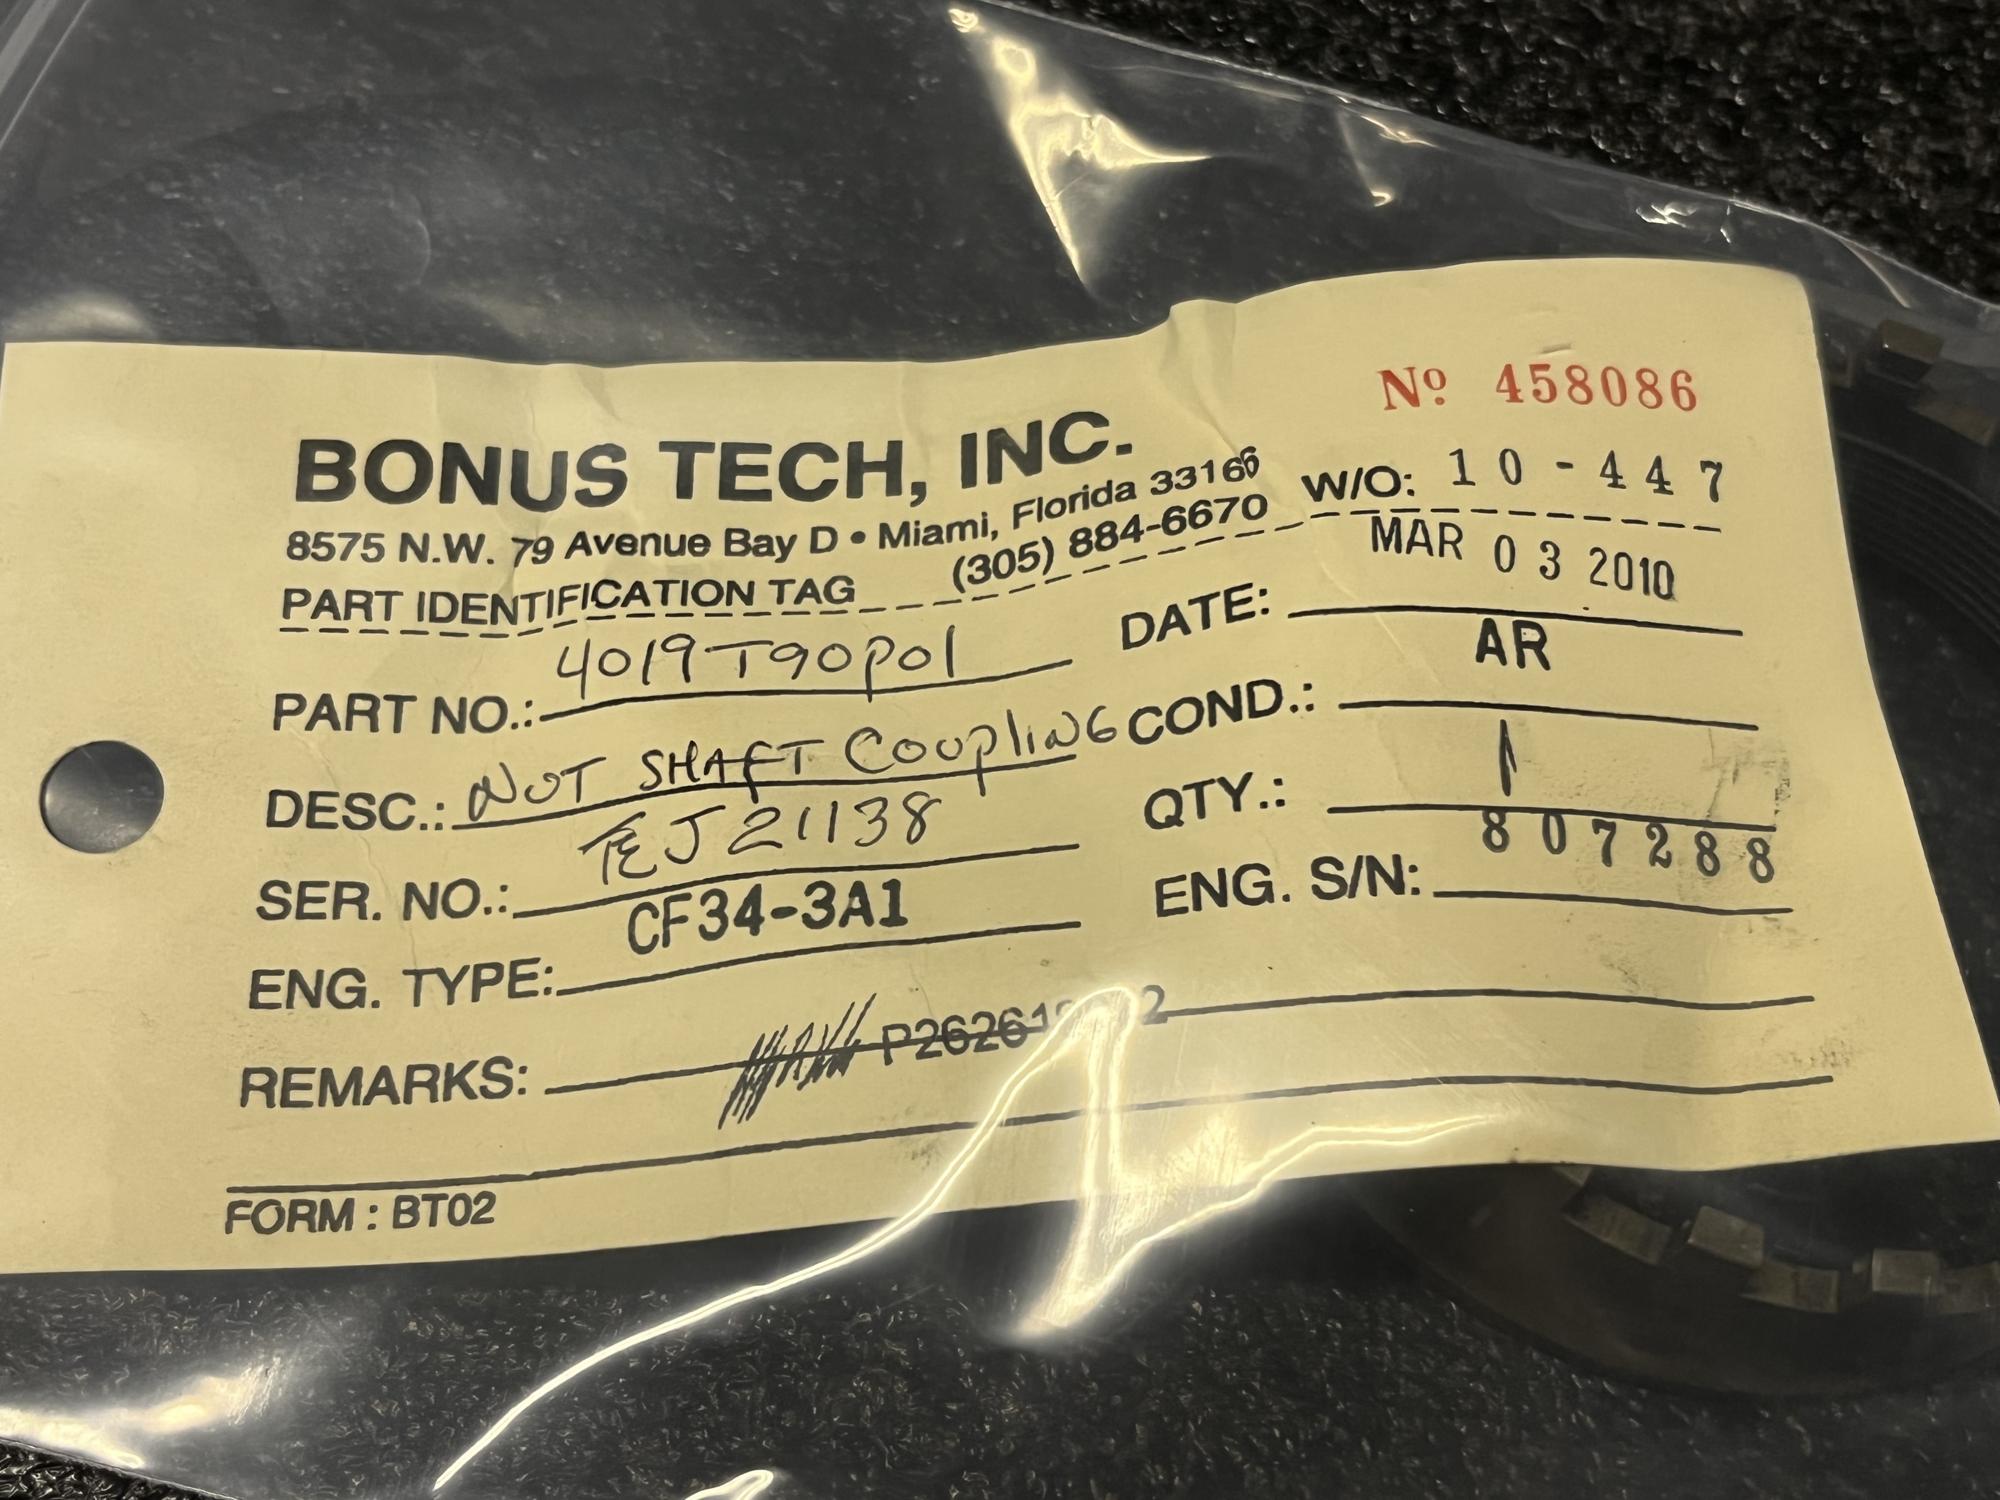 Nº 458086
BONUS TECH, INC.
8575 N.W. 79 Avenue Bay D • Miami, Florida 33166
(305) 884-6670
W/O: 10-447
PART IDENTIFICATION TAG
DATE: MAR 03 2010
PART NO.: 4019T90P01
COND.: AR
DESC.: NUT SHAFT COUPLING
QTY.: 1
SER. NO.: TEJ21138
ENG. S/N: 807288
ENG. TYPE: CF34-3A1
REMARKS:
FORM : BT02